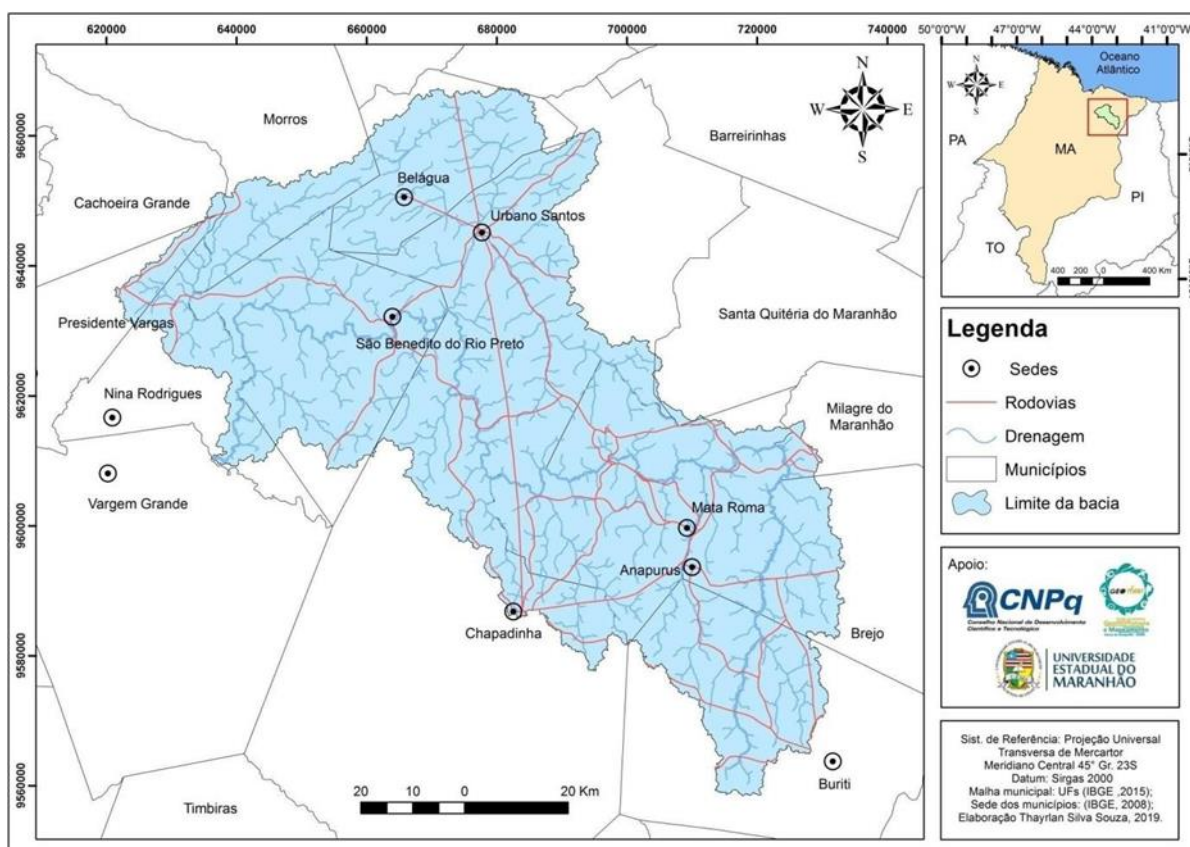 620000
640000
660000
680000
700000
720000
740000
9660000
9640000
9620000
9600000
9580000
9560000
N
W
E
S
Morros
Barreirinhas
Cachoeira Grande
Belágua
Urbano Santos
Presidente Vargas
São Benedito do Rio Preto
Santa Quitéria do Maranhão
Nina Rodrigues
Milagre do
Maranhão
Vargem Grande
Mata Roma
Anapurus
Chapadinha
Brejo
Buriti
Timbiras
20
10
0
20 Km
50°0'0"W
47°0'0"W
44°0'0"W
41°0'0"W
Oceano
Atlântico
N
W
E
S
PA
MA
PI
TO
400
200
0
400 Km
Legenda
Sedes
Rodovias
Drenagem
Municípios
Limite da bacia
Apoio:
CNPq
Conselho Nacional de Desenvolvimento
Científico e Tecnológico
UNIVERSIDADE
ESTADUAL DO
MARANHÃO
Sist. de Referência: Projeção Universal
Transversa de Mercartor
Meridiano Central 45° Gr. 23S
Datum: Sirgas 2000
Malha municipal: UFs (IBGE ,2015);
Sede dos municípios: (IBGE, 2008);
Elaboração Thayrlan Silva Souza, 2019.